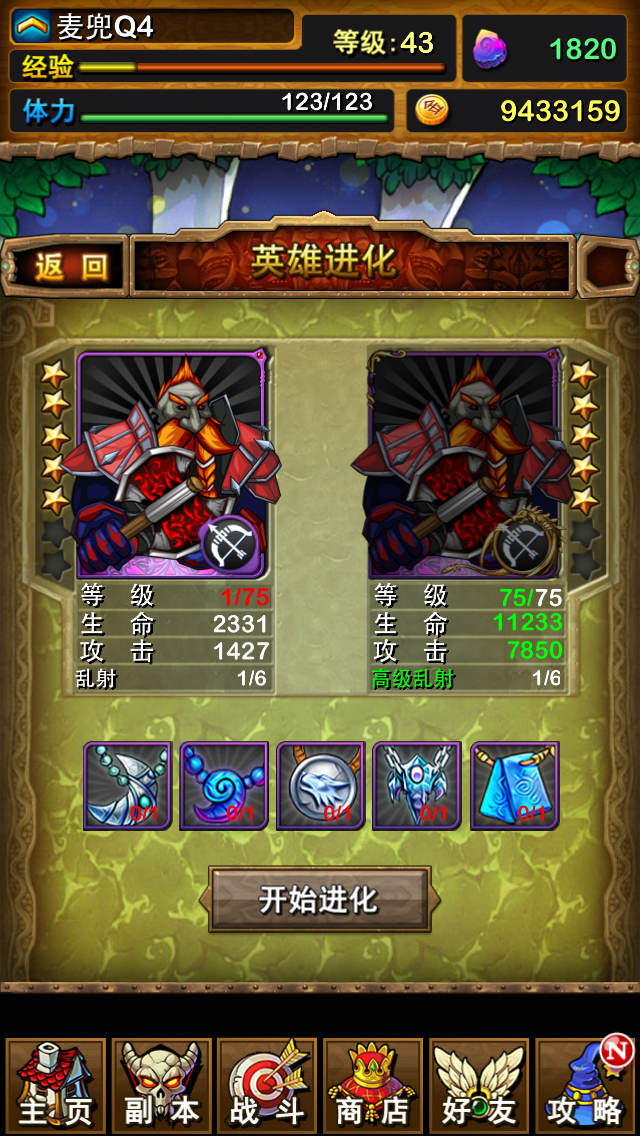 麦兜Q4
等级:43
1820
经验
体力 123/123
9433159
返回
英雄进化
等级 1/75
生命 2331
攻击 1427
乱射 1/6
等级 75/75
生命 11233
攻击 7850
高级乱射 1/6
0/1 0/1 0/1 0/1 0/1
开始进化
主页 副本 战斗 商店 好友 攻略
N